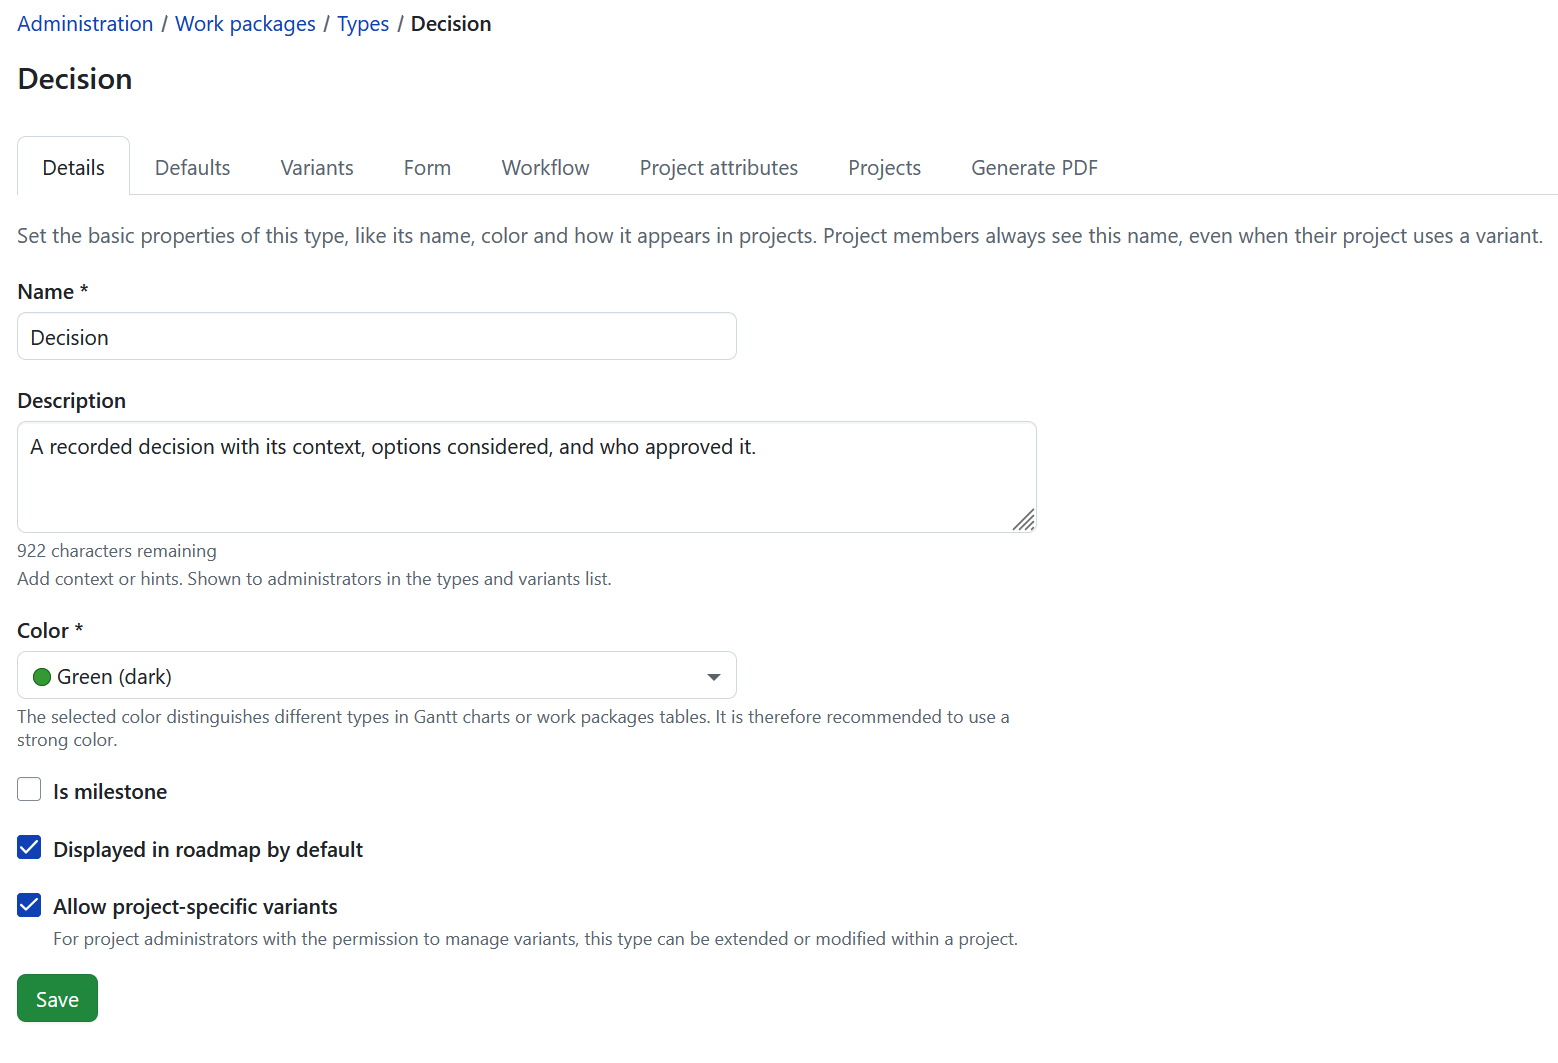 Administration / Work packages / Types / Decision
Decision
Details Defaults Variants Form Workflow Project attributes Projects Generate PDF
Set the basic properties of this type, like its name, color and how it appears in projects. Project members always see this name, even when their project uses a variant.
Name *
Decision
Description
A recorded decision with its context, options considered, and who approved it.
922 characters remaining
Add context or hints. Shown to administrators in the types and variants list.
Color *
Green (dark)
The selected color distinguishes different types in Gantt charts or work packages tables. It is therefore recommended to use a
strong color.
Is milestone
Displayed in roadmap by default
Allow project-specific variants
For project administrators with the permission to manage variants, this type can be extended or modified within a project.
Save